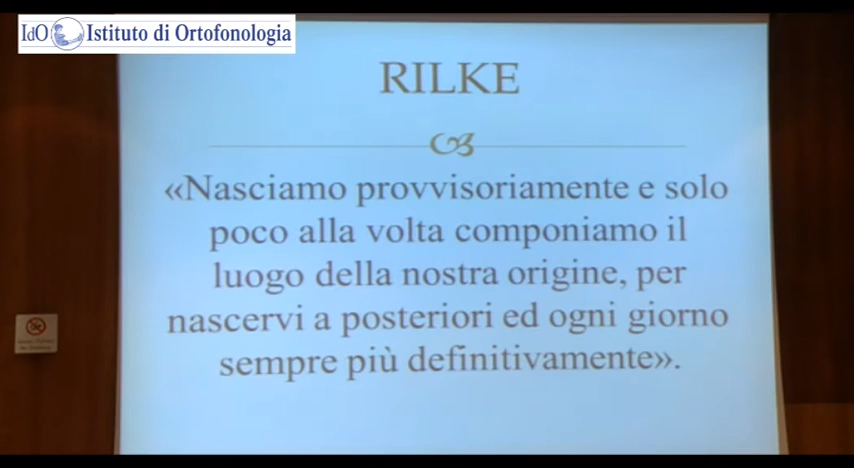 IdO Istituto di Ortofonologia
RILKE
«Nasciamo provvisoriamente e solo
poco alla volta componiamo il
luogo della nostra origine, per
nascervi a posteriori ed ogni giorno
sempre più definitivamente».